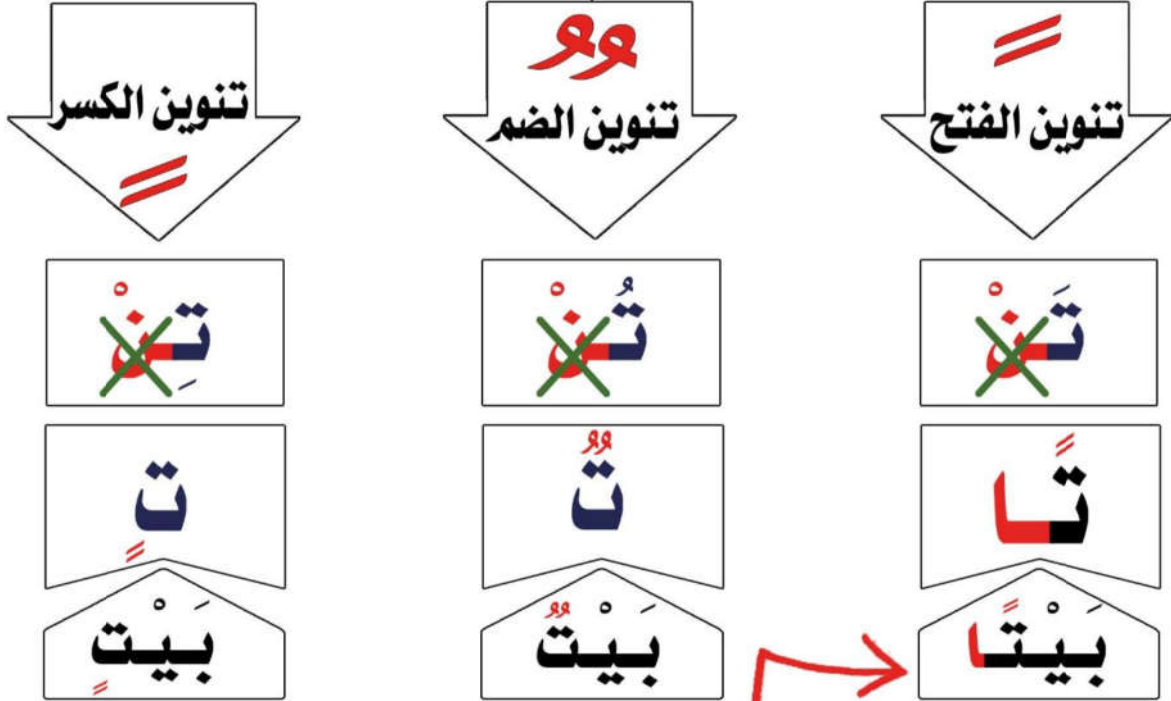 ً
تنوين الفتح
تَنْ
تًا
بَيْتًا
ٌ
تنوين الضم
تُنْ
تٌ
بَيْتٌ
تنوين الكسر
ٍ
تِنْ
تٍ
بَيْتٍ